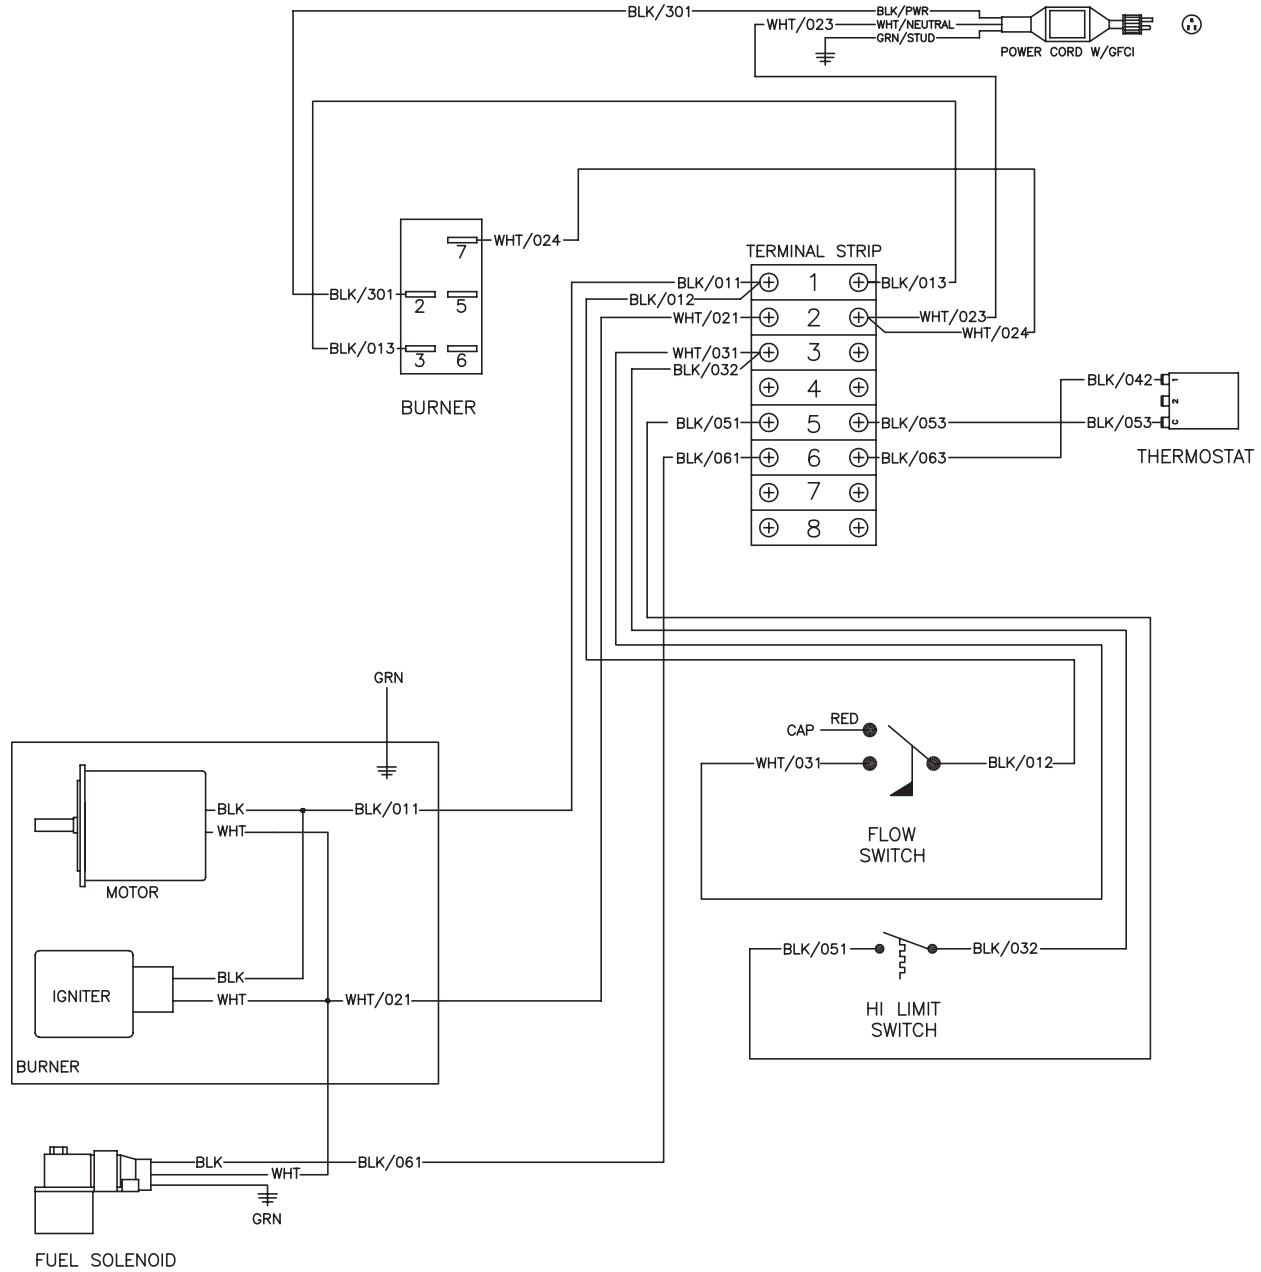 BLK/301
BLK/PWR
WHT/023
WHT/NEUTRAL
GRN/STUD
POWER CORD W/GFCI
7
WHT/024
BLK/301
2
5
BLK/013
3
6
BURNER
TERMINAL STRIP
BLK/011
1
BLK/013
BLK/012
WHT/021
2
WHT/023
WHT/024
WHT/031
3
BLK/032
4
BLK/051
5
BLK/053
BLK/061
6
BLK/063
7
8
BLK/042
1
2
BLK/053
C
THERMOSTAT
GRN
BLK
BLK/011
WHT
MOTOR
BLK
IGNITER
WHT
WHT/021
BURNER
CAP
RED
WHT/031
BLK/012
FLOW
SWITCH
BLK/051
BLK/032
HI LIMIT
SWITCH
BLK
BLK/061
WHT
GRN
FUEL SOLENOID